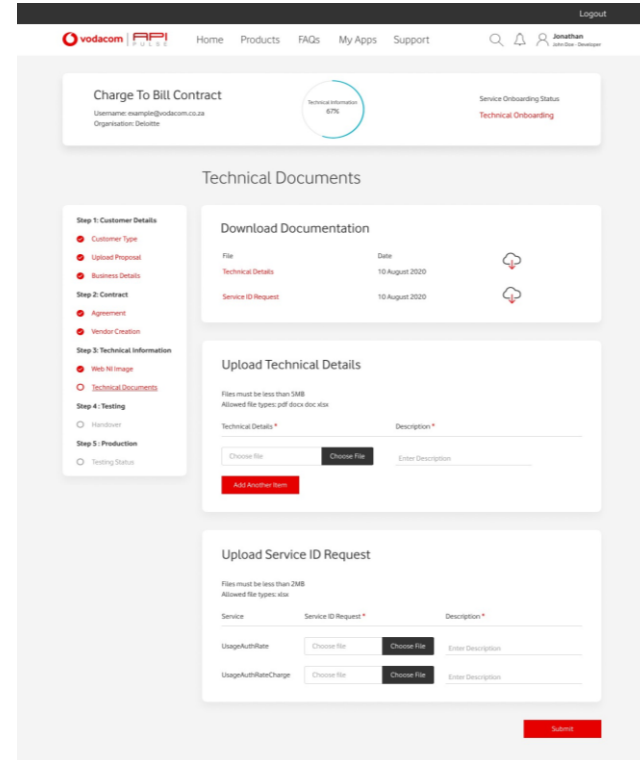 Logout
vodacom API PULSE
Home Products FAQs My Apps Support
Jonathan
John Doe - Developer
Charge To Bill Contract
Username: example@vodacom.co.za
Organisation: Deloitte
Technical Information
67%
Service Onboarding Status
Technical Onboarding
Technical Documents
Step 1: Customer Details
Customer Type
Upload Proposal
Business Details
Step 2: Contract
Agreement
Vendor Creation
Step 3: Technical Information
Web NI Image
Technical Documents
Step 4 : Testing
Handover
Step 5 : Production
Testing Status
Download Documentation
File Date
Technical Details 10 August 2020
Service ID Request 10 August 2020
Upload Technical Details
Files must be less than 5MB
Allowed file types: pdf docx doc xlsx
Technical Details * Description *
Choose file Choose File Enter Description
Add Another Item
Upload Service ID Request
Files must be less than 2MB
Allowed file types: xlsx
Service Service ID Request * Description *
UsageAuthRate Choose file Choose File Enter Description
UsageAuthRateCharge Choose file Choose File Enter Description
Submit